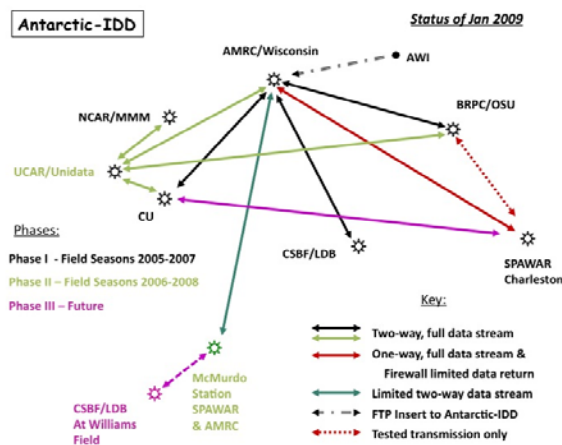 Antarctic-IDD
Status of Jan 2009
AMRC/Wisconsin
AWI
NCAR/MMM
BRPC/OSU
UCAR/Unidata
CU
Phases:
CSBF/LDB
SPAWAR
Charleston
Phase I - Field Seasons 2005-2007
Phase II – Field Seasons 2006-2008
Phase III – Future
Key:
Two-way, full data stream
One-way, full data stream &
Firewall limited data return
Limited two-way data stream
FTP Insert to Antarctic-IDD
Tested transmission only
McMurdo
Station
SPAWAR
& AMRC
CSBF/LDB
At Williams
Field